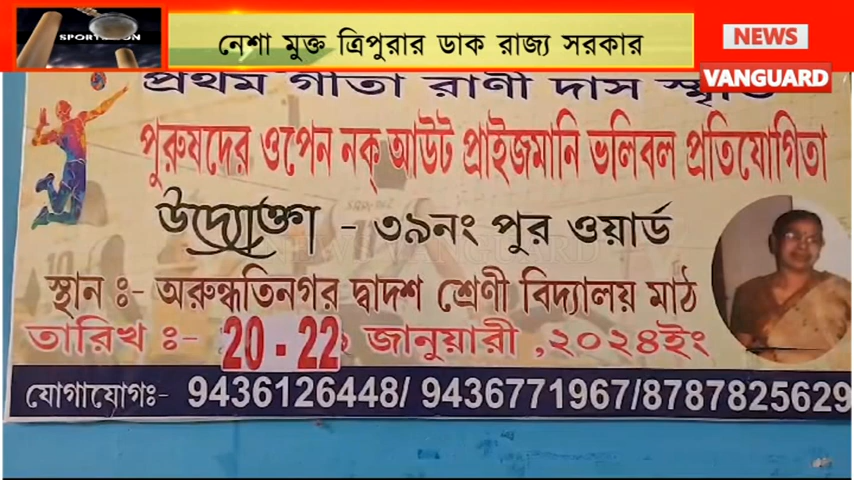 নেশা মুক্ত ত্রিপুরার ডাক রাজ্য সরকার
NEWS
VANGUARD
প্রথম গীতা রাণী দাস স্মৃতি
পুরুষদের ওপেন নক্ আউট প্রাইজমানি ভলিবল প্রতিযোগিতা
উদ্যোক্তা - ৩৯নং পুর ওয়ার্ড
স্থান ঃ- অরুন্ধতিনগর দ্বাদশ শ্রেণী বিদ্যালয় মাঠ
তারিখ ঃ- 20 - 22 জানুয়ারী ,২০২৪ইং
যোগাযোগঃ- 9436126448/ 9436771967/8787825629